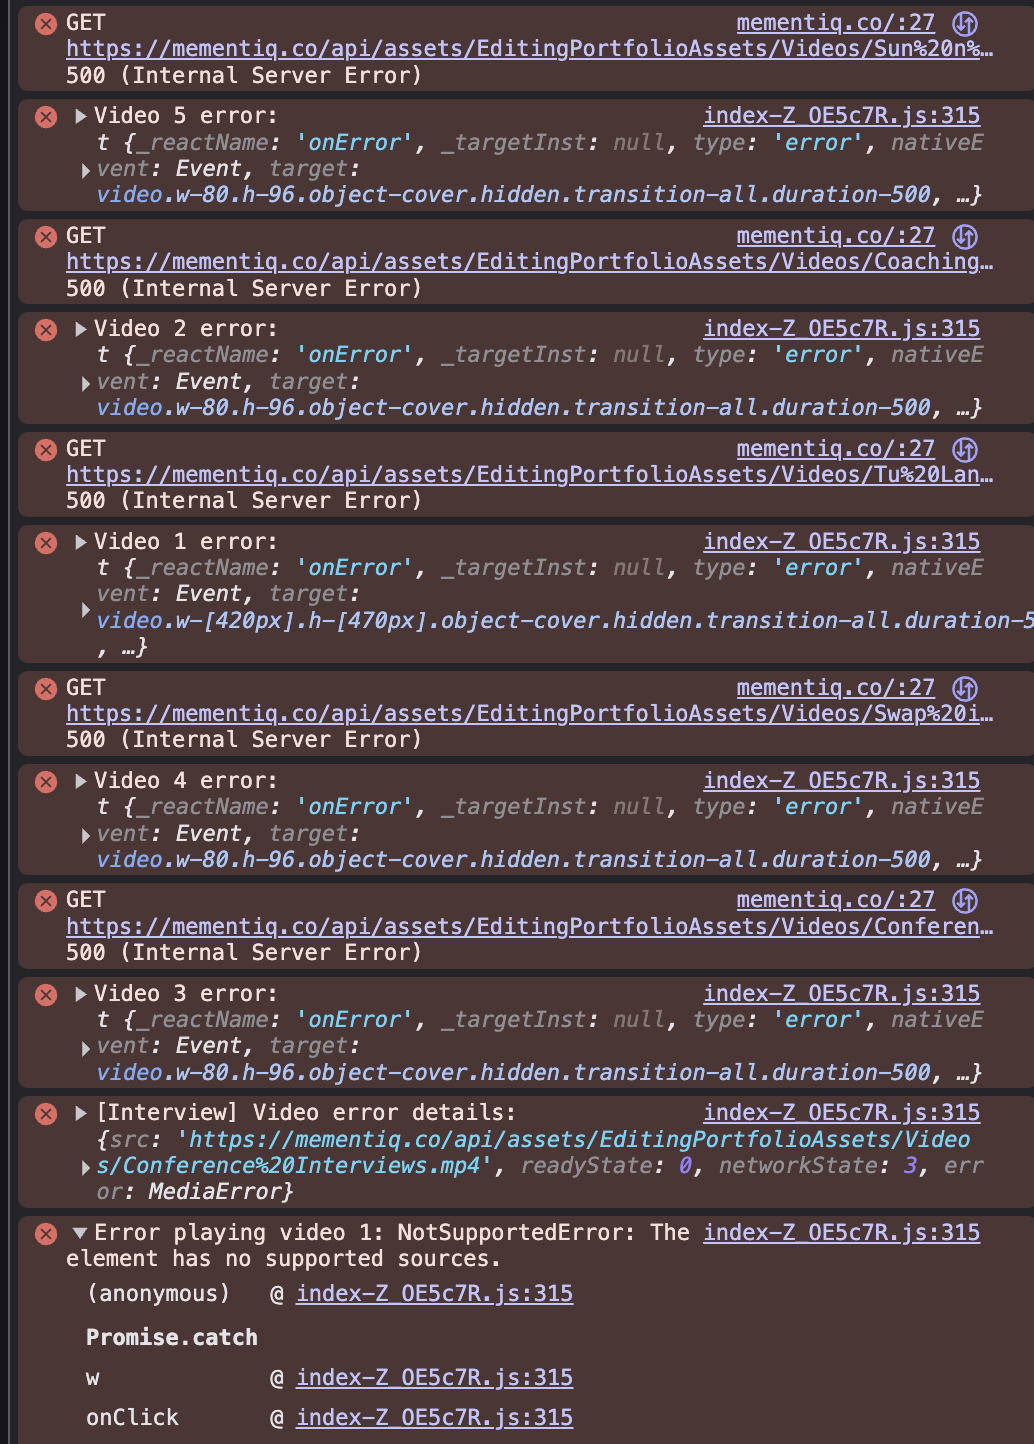 GET mementiq.co/:27
https://mementiq.co/api/assets/EditingPortfolioAssets/Videos/Sun%20n%…
500 (Internal Server Error)
Video 5 error: index-Z_OE5c7R.js:315
t {_reactName: 'onError', _targetInst: null, type: 'error', nativeE
vent: Event, target:
video.w-80.h-96.object-cover.hidden.transition-all.duration-500, …}
GET mementiq.co/:27
https://mementiq.co/api/assets/EditingPortfolioAssets/Videos/Coaching…
500 (Internal Server Error)
Video 2 error: index-Z_OE5c7R.js:315
t {_reactName: 'onError', _targetInst: null, type: 'error', nativeE
vent: Event, target:
video.w-80.h-96.object-cover.hidden.transition-all.duration-500, …}
GET mementiq.co/:27
https://mementiq.co/api/assets/EditingPortfolioAssets/Videos/Tu%20Lan…
500 (Internal Server Error)
Video 1 error: index-Z_OE5c7R.js:315
t {_reactName: 'onError', _targetInst: null, type: 'error', nativeE
vent: Event, target:
video.w-[420px].h-[470px].object-cover.hidden.transition-all.duration-5
, …}
GET mementiq.co/:27
https://mementiq.co/api/assets/EditingPortfolioAssets/Videos/Swap%20i…
500 (Internal Server Error)
Video 4 error: index-Z_OE5c7R.js:315
t {_reactName: 'onError', _targetInst: null, type: 'error', nativeE
vent: Event, target:
video.w-80.h-96.object-cover.hidden.transition-all.duration-500, …}
GET mementiq.co/:27
https://mementiq.co/api/assets/EditingPortfolioAssets/Videos/Conferen…
500 (Internal Server Error)
Video 3 error: index-Z_OE5c7R.js:315
t {_reactName: 'onError', _targetInst: null, type: 'error', nativeE
vent: Event, target:
video.w-80.h-96.object-cover.hidden.transition-all.duration-500, …}
[Interview] Video error details: index-Z_OE5c7R.js:315
{src: 'https://mementiq.co/api/assets/EditingPortfolioAssets/Video
s/Conference%20Interviews.mp4', readyState: 0, networkState: 3, err
or: MediaError}
Error playing video 1: NotSupportedError: The index-Z_OE5c7R.js:315
element has no supported sources.
(anonymous) @ index-Z_OE5c7R.js:315
Promise.catch
w @ index-Z_OE5c7R.js:315
onClick @ index-Z_OE5c7R.js:315